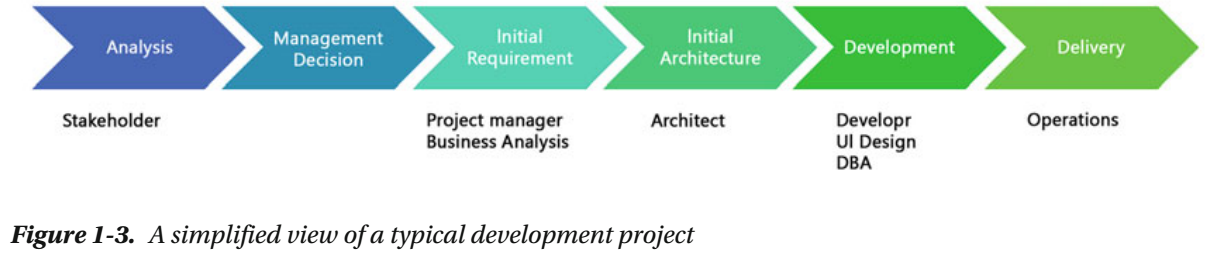 Analysis
Management
Decision
Initial
Requirement
Initial
Architecture
Development
Delivery
Stakeholder
Project manager
Business Analysis
Architect
Developr
UI Design
DBA
Operations
Figure 1-3. A simplified view of a typical development project